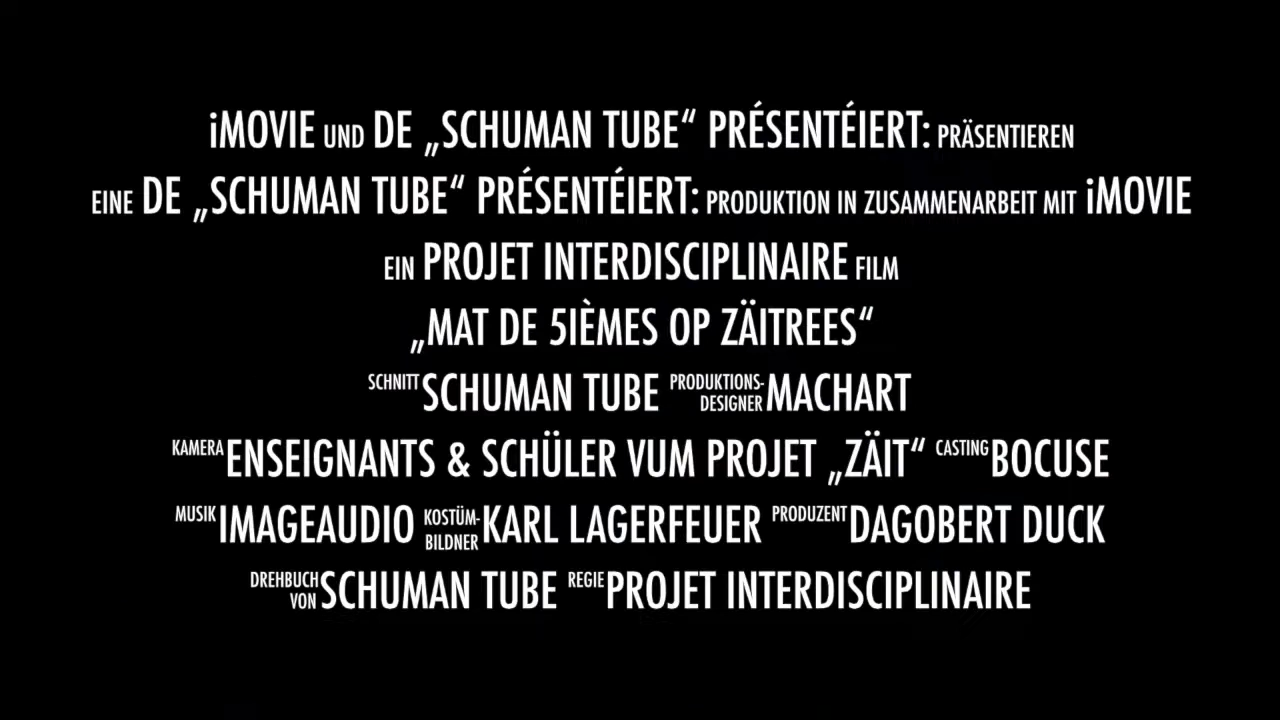 iMOVIE UND DE „SCHUMAN TUBE“ PRÉSENTÉIERT: PRÄSENTIEREN
EINE DE „SCHUMAN TUBE“ PRÉSENTÉIERT: PRODUKTION IN ZUSAMMENARBEIT MIT iMOVIE
EIN PROJET INTERDISCIPLINAIRE FILM
„MAT DE 5IÈMES OP ZÄITREES“
SCHNITT SCHUMAN TUBE PRODUKTIONS-DESIGNER MACHART
KAMERA ENSEIGNANTS & SCHÜLER VUM PROJET „ZÄIT“ CASTING BOCUSE
MUSIK IMAGEAUDIO KOSTÜM-BILDNER KARL LAGERFEUER PRODUZENT DAGOBERT DUCK
DREHBUCH VON SCHUMAN TUBE REGIE PROJET INTERDISCIPLINAIRE